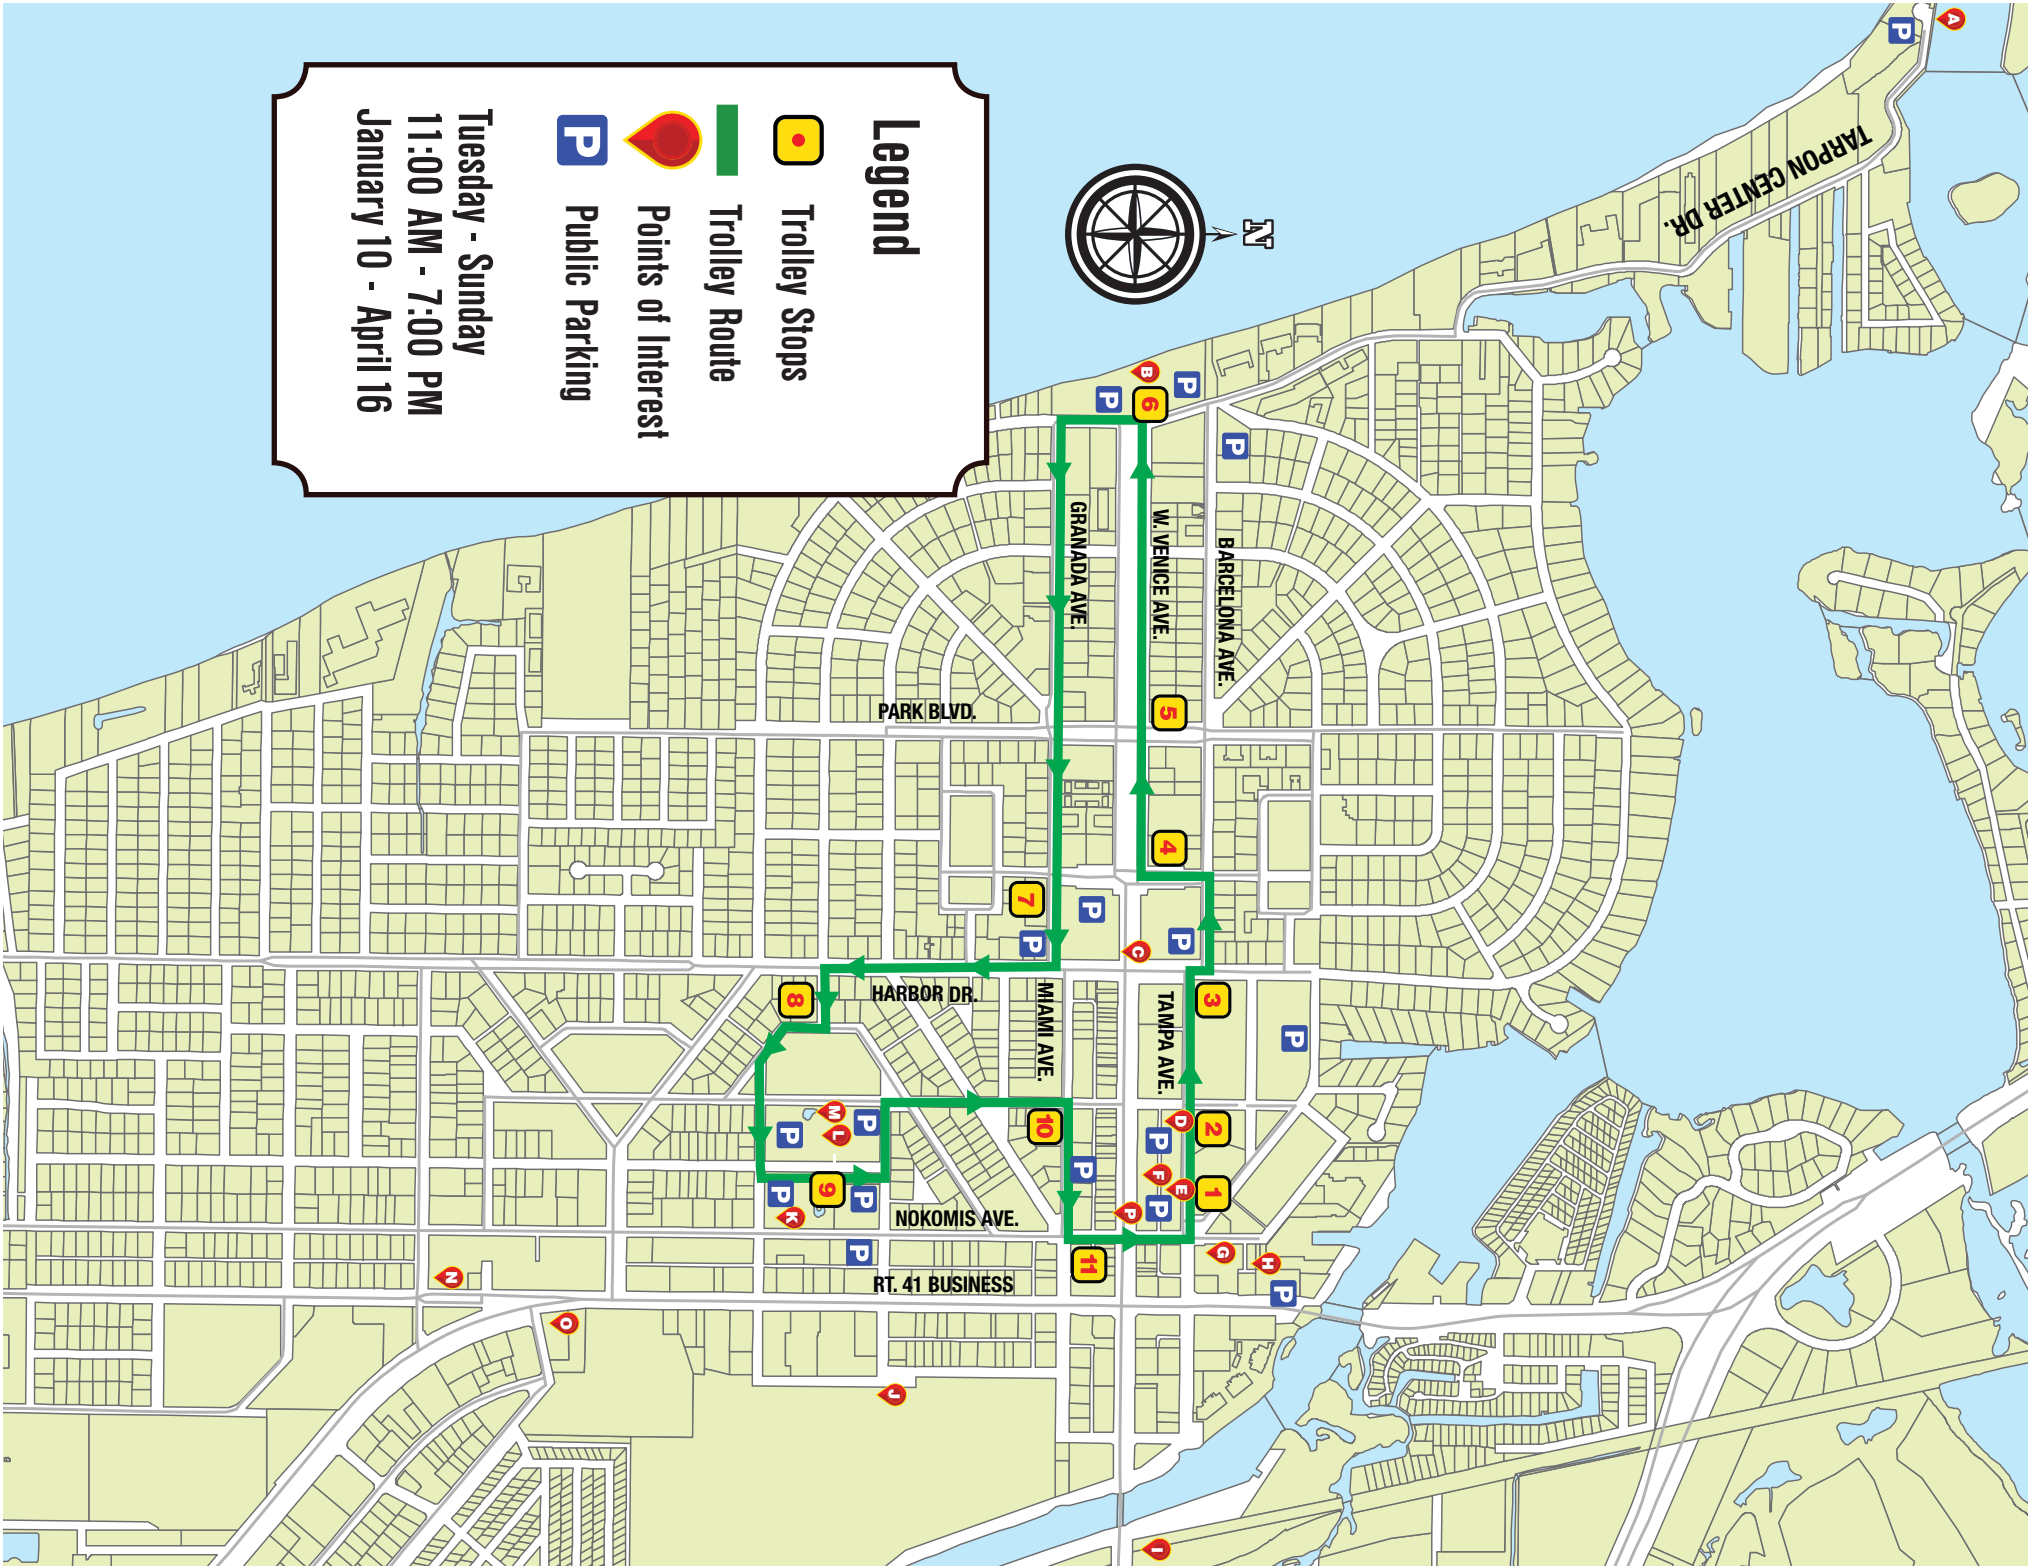 Legend
Trolley Stops
Trolley Route
Points of Interest
P Public Parking
Tuesday - Sunday
11:00 AM - 7:00 PM
January 10 - April 16
N
TARPON CENTER DR.
A
P
B
P
P
6
P
GRANADA AVE.
W. VENICE AVE.
BARCELONA AVE.
PARK BLVD.
5
4
7
P
P
P
C
8
HARBOR DR.
MIAMI AVE.
TAMPA AVE.
3
P
M
L
P
P
10
D
2
P
P
F
E
1
P
P
9
P
P
K
NOKOMIS AVE.
P
11
G
H
P
N
RT. 41 BUSINESS
O
J
I